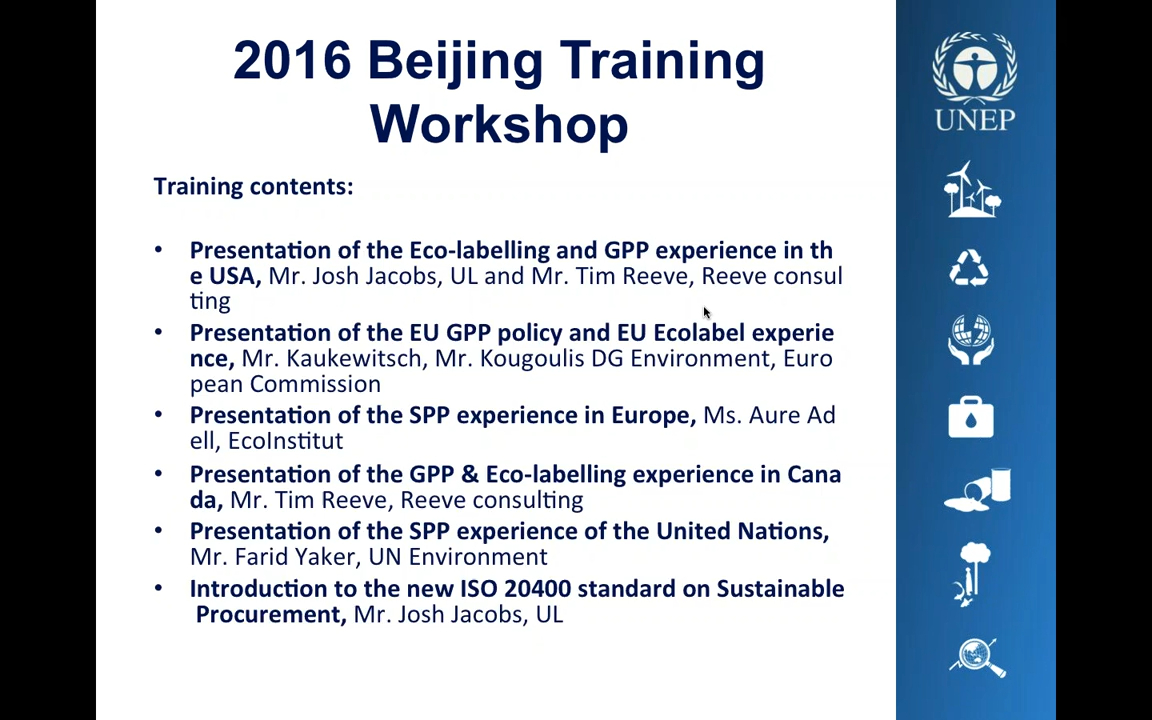 2016 Beijing Training
Workshop
UNEP
Training contents:
• Presentation of the Eco-labelling and GPP experience in th
e USA, Mr. Josh Jacobs, UL and Mr. Tim Reeve, Reeve consul
ting
• Presentation of the EU GPP policy and EU Ecolabel experie
nce, Mr. Kaukewitsch, Mr. Kougoulis DG Environment, Euro
pean Commission
• Presentation of the SPP experience in Europe, Ms. Aure Ad
ell, EcoInstitut
• Presentation of the GPP & Eco-labelling experience in Cana
da, Mr. Tim Reeve, Reeve consulting
• Presentation of the SPP experience of the United Nations,
Mr. Farid Yaker, UN Environment
• Introduction to the new ISO 20400 standard on Sustainable
Procurement, Mr. Josh Jacobs, UL